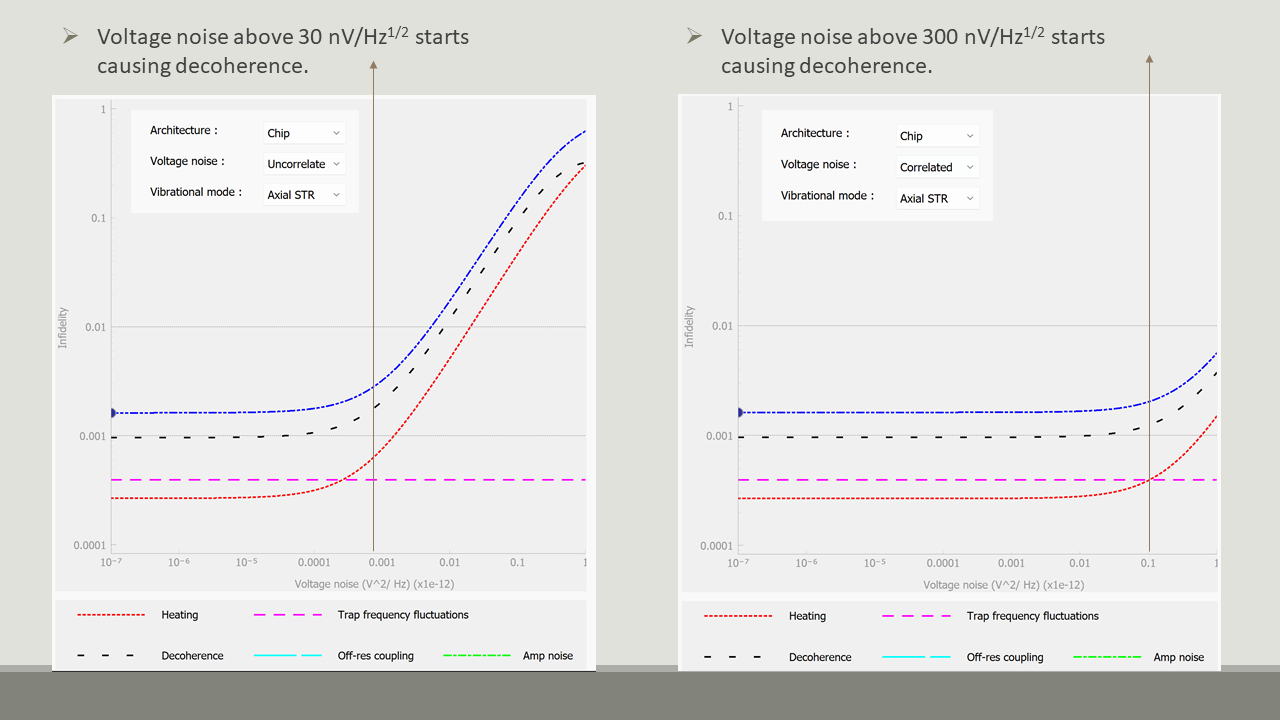 Voltage noise above 30 nV/Hz1/2 starts
causing decoherence.
Architecture :
Chip
Voltage noise :
Uncorrelate
Vibrational mode :
Axial STR
1
0.1
0.01
0.001
0.0001
Infidelity
10⁻⁷ 10⁻⁶ 10⁻⁵ 0.0001 0.001 0.01 0.1 1
Voltage noise (V^2/ Hz) (x1e-12)
Heating
Trap frequency fluctuations
Decoherence
Off-res coupling
Amp noise
Voltage noise above 300 nV/Hz1/2 starts
causing decoherence.
Architecture :
Chip
Voltage noise :
Correlated
Vibrational mode :
Axial STR
1
0.1
0.01
0.001
0.0001
Infidelity
10⁻⁷ 10⁻⁶ 10⁻⁵ 0.0001 0.001 0.01 0.1 1
Voltage noise (V^2/ Hz) (x1e-12)
Heating
Trap frequency fluctuations
Decoherence
Off-res coupling
Amp noise